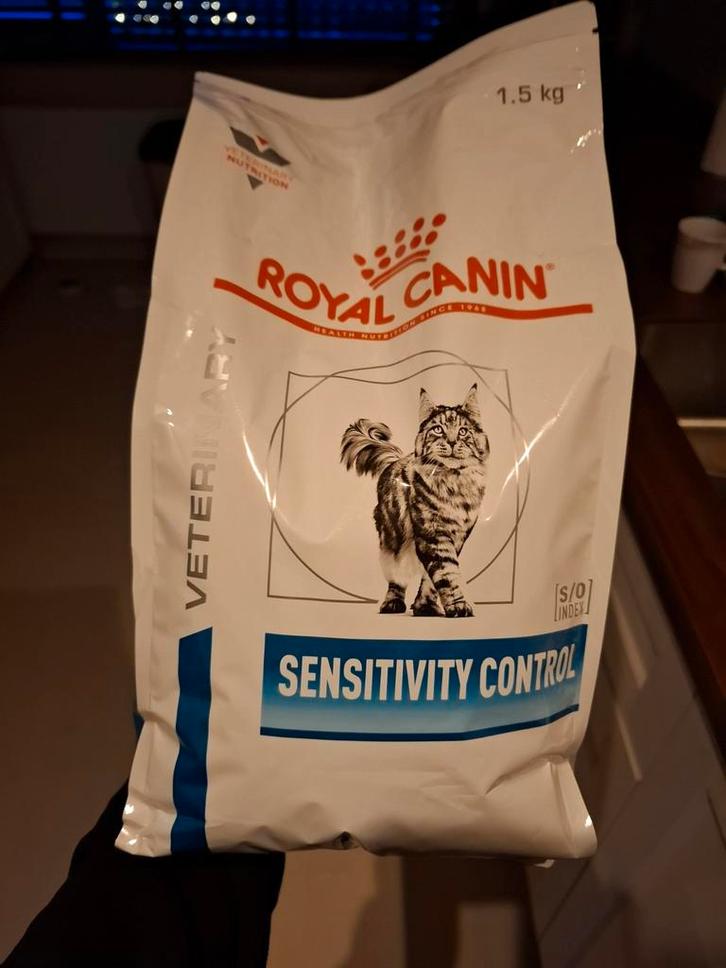 1.5 kg
VETERINARY
NUTRITION
ROYAL CANIN®
HEALTH NUTRITION SINCE 1968
VETERINARY
S/O
INDEX
SENSITIVITY CONTROL